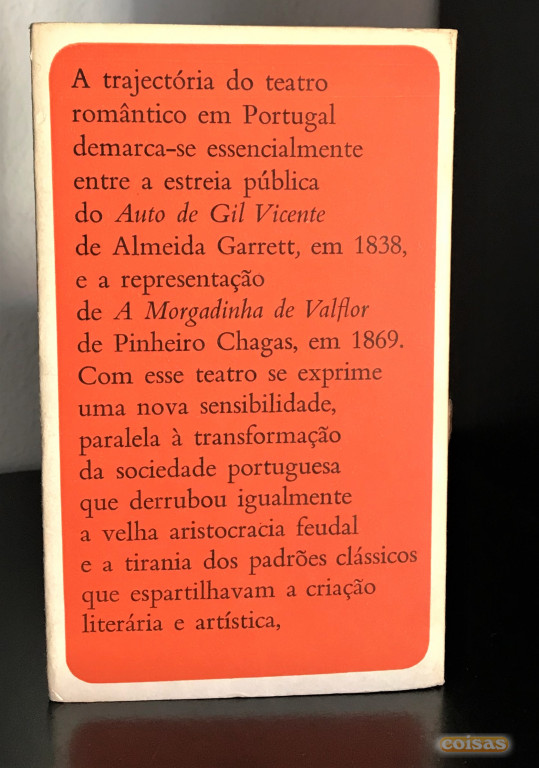 A trajectória do teatro
romântico em Portugal
demarca-se essencialmente
entre a estreia pública
do Auto de Gil Vicente
de Almeida Garrett, em 1838,
e a representação
de A Morgadinha de Valflor
de Pinheiro Chagas, em 1869.
Com esse teatro se exprime
uma nova sensibilidade,
paralela à transformação
da sociedade portuguesa
que derrubou igualmente
a velha aristocracia feudal
e a tirania dos padrões clássicos
que espartilhavam a criação
literária e artística,
coisas